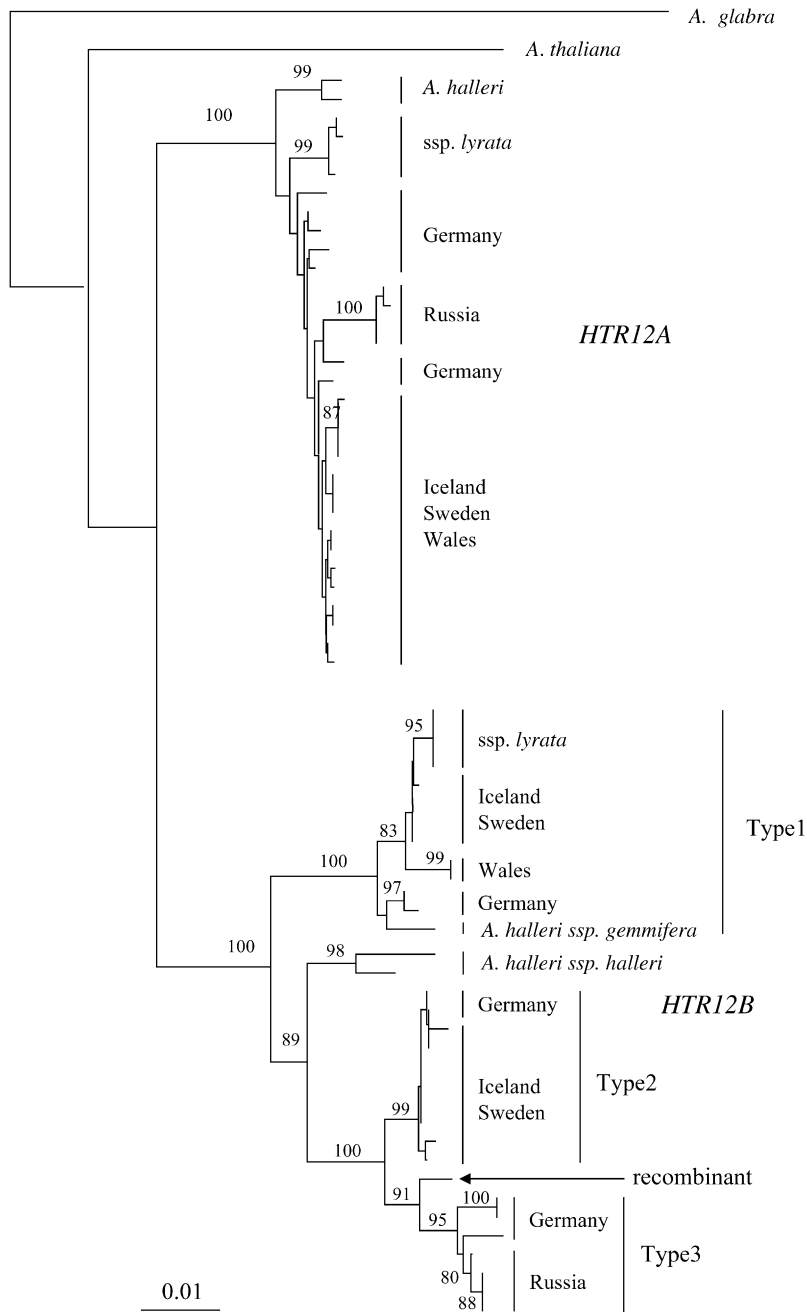 A. glabra
A. thaliana
99
A. halleri
100
99
ssp. lyrata
Germany
100
Russia
HTR12A
Germany
87
Iceland
Sweden
Wales
95
ssp. lyrata
Iceland
Sweden
Type1
83
99
100
Wales
97
Germany
A. halleri ssp. gemmifera
100
98
A. halleri ssp. halleri
Germany
HTR12B
89
Iceland
Type2
99
Sweden
100
recombinant
91
100
95
Germany
Type3
80
Russia
0.01
88